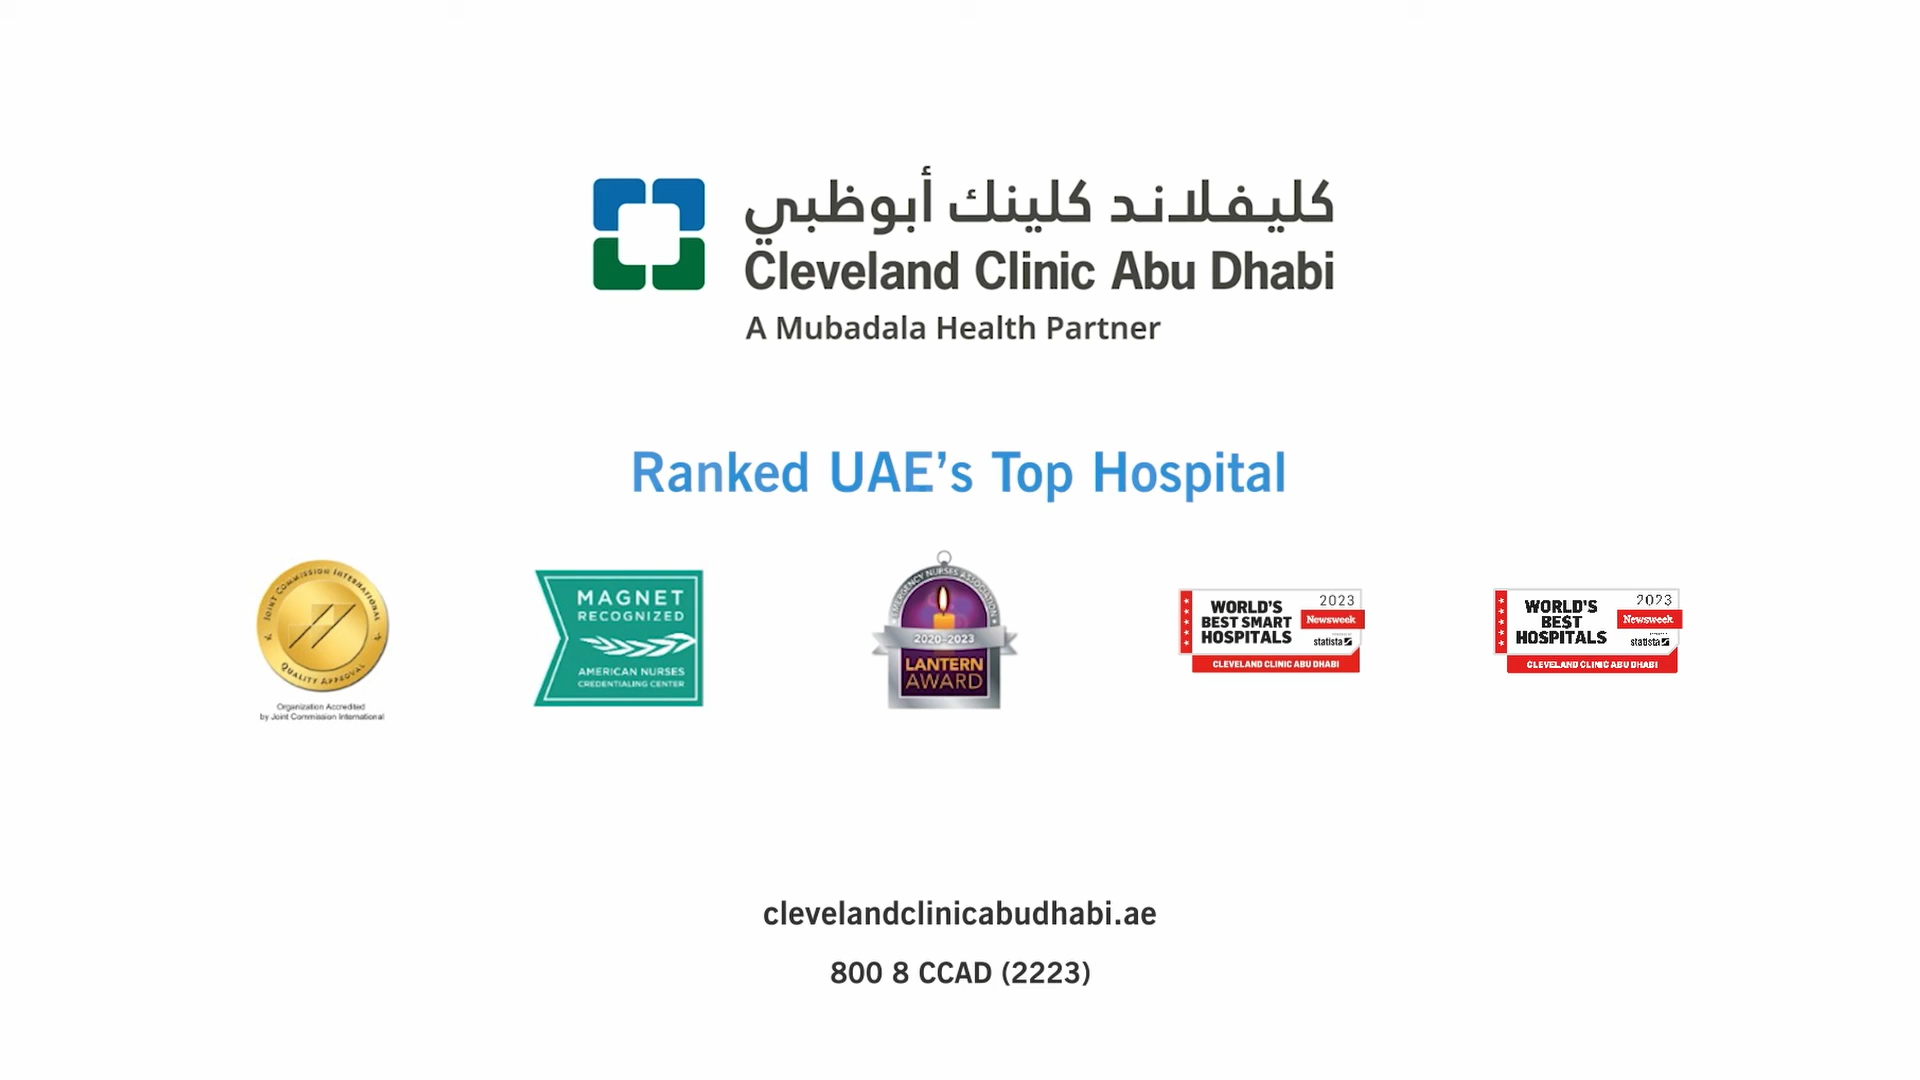 كليفلاند كلينك أبوظبي
Cleveland Clinic Abu Dhabi
A Mubadala Health Partner
Ranked UAE's Top Hospital
JOINT COMMISSION INTERNATIONAL
QUALITY APPROVAL
Organization Accredited
by Joint Commission International
MAGNET
RECOGNIZED
AMERICAN NURSES
CREDENTIALING CENTER
EMERGENCY NURSES ASSOCIATION
2020-2023
LANTERN
AWARD
WORLD'S
BEST SMART
HOSPITALS
2023
Newsweek
statista
CLEVELAND CLINIC ABU DHABI
WORLD'S
BEST
HOSPITALS
2023
Newsweek
statista
CLEVELAND CLINIC ABU DHABI
clevelandclinicabudhabi.ae
800 8 CCAD (2223)